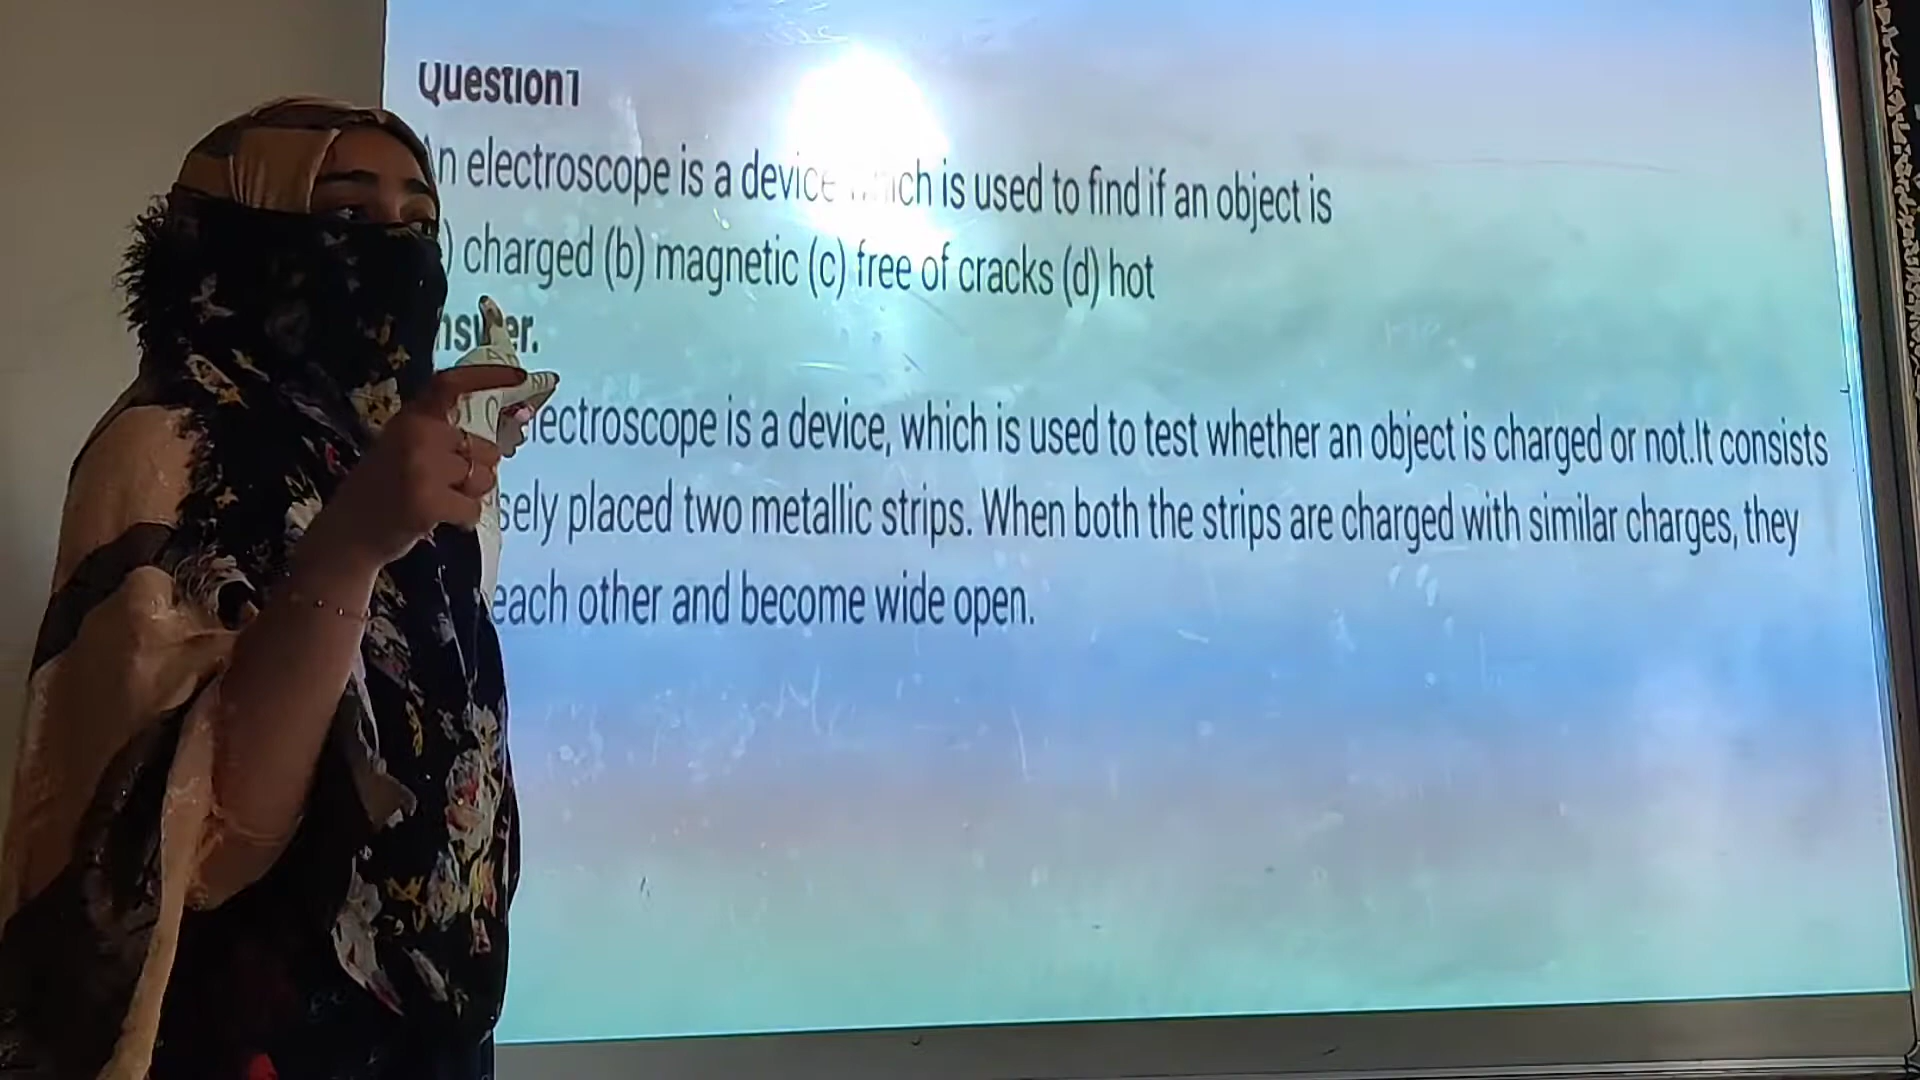 Question1
An electroscope is a device which is used to find if an object is
) charged (b) magnetic (c) free of cracks (d) hot
nswer.
electroscope is a device, which is used to test whether an object is charged or not.It consists
sely placed two metallic strips. When both the strips are charged with similar charges, they
each other and become wide open.